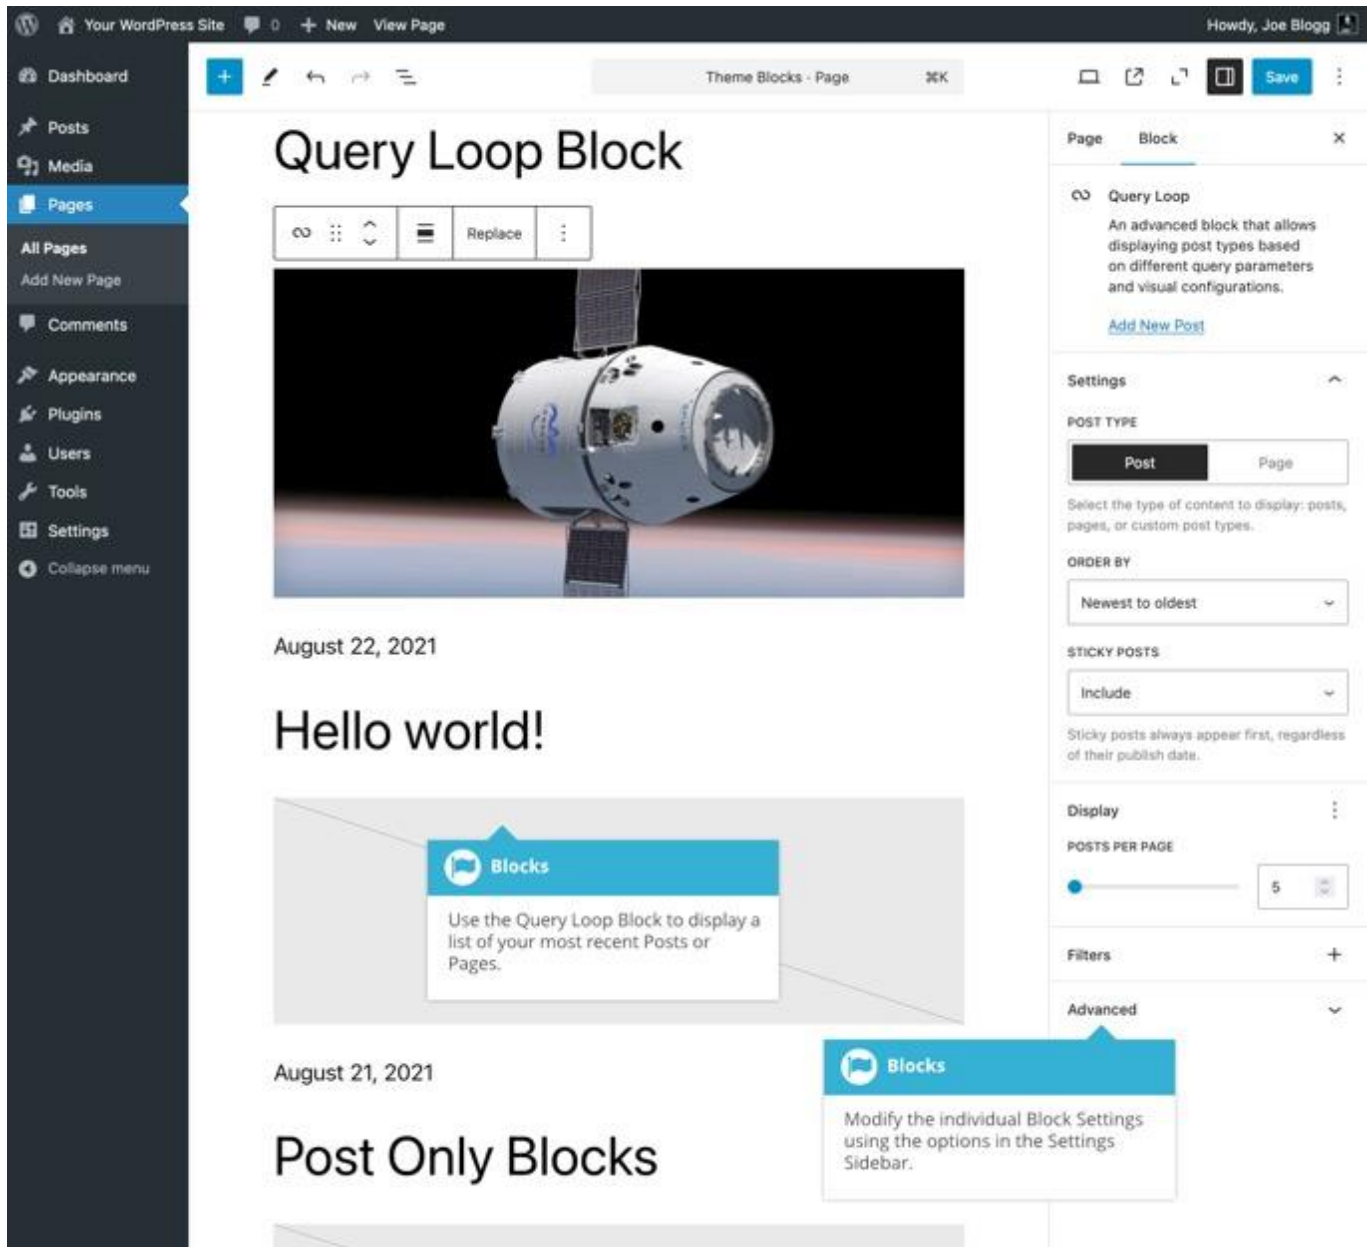 Your WordPress Site 0 + New View Page Howdy, Joe Blogg
Dashboard
Posts
Media
Pages
All Pages
Add New Page
Comments
Appearance
Plugins
Users
Tools
Settings
Collapse menu
Theme Blocks · Page ⌘K
Save
Query Loop Block
Replace
August 22, 2021
Hello world!
Blocks
Use the Query Loop Block to display a
list of your most recent Posts or
Pages.
August 21, 2021
Post Only Blocks
Page Block
Query Loop
An advanced block that allows
displaying post types based
on different query parameters
and visual configurations.
Add New Post
Settings
POST TYPE
Post Page
Select the type of content to display: posts,
pages, or custom post types.
ORDER BY
Newest to oldest
STICKY POSTS
Include
Sticky posts always appear first, regardless
of their publish date.
Display
POSTS PER PAGE
5
Filters
Advanced
Blocks
Modify the individual Block Settings
using the options in the Settings
Sidebar.